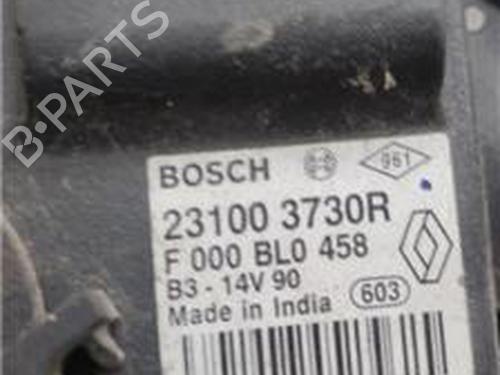 B-PARTS
BOSCH 961
23100 3730R
F 000 BL0 458
B3 - 14V 90
Made in India 603